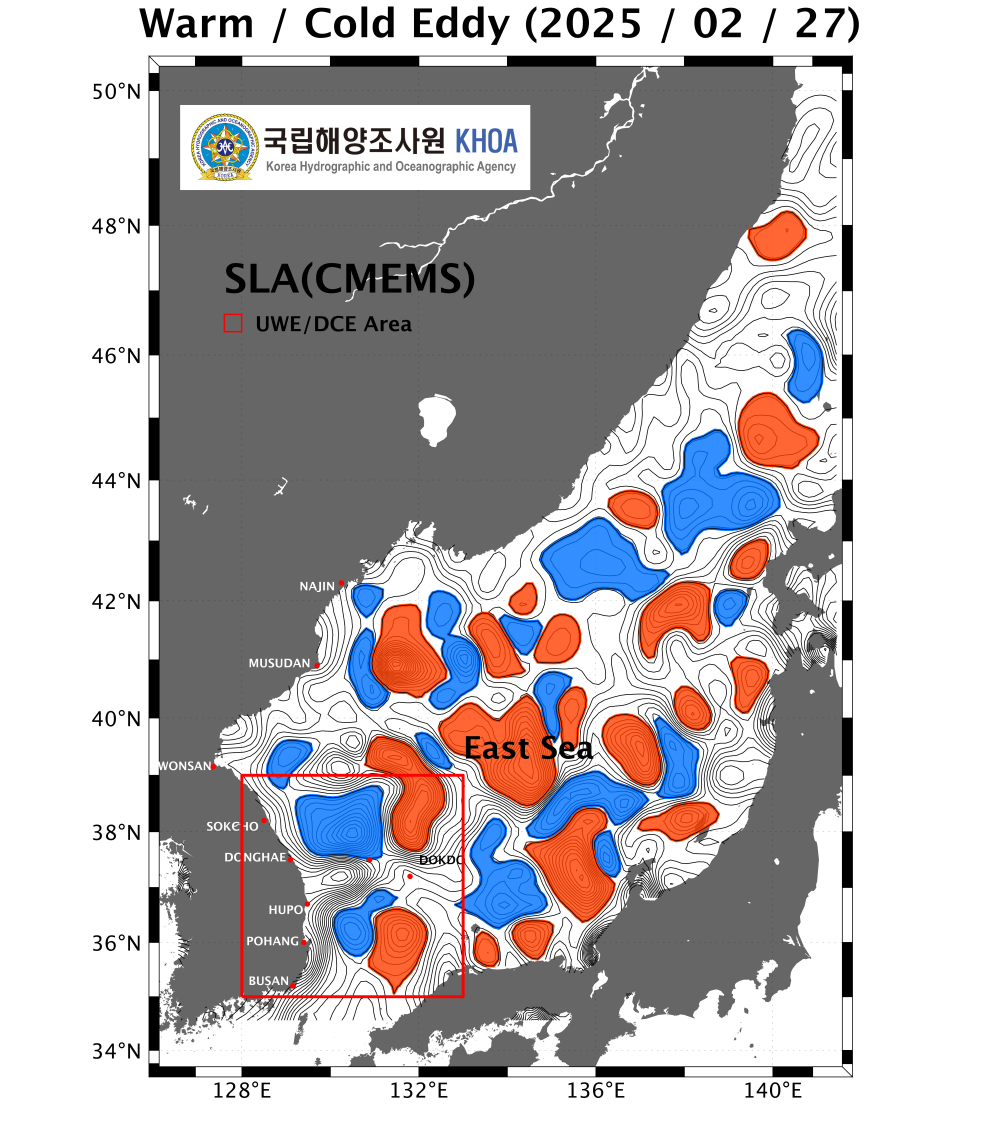 Warm / Cold Eddy (2025 / 02 / 27)
50°N
국립해양조사원 KHOA
Korea Hydrographic and Oceanographic Agency
48°N
SLA(CMEMS)
UWE/DCE Area
46°N
44°N
NAJIN
42°N
MUSUDAN
40°N
East Sea
WONSAN
SOKCHO
38°N
DONGHAE
DOKDO
HUPO
POHANG
36°N
BUSAN
34°N
128°E 132°E 136°E 140°E